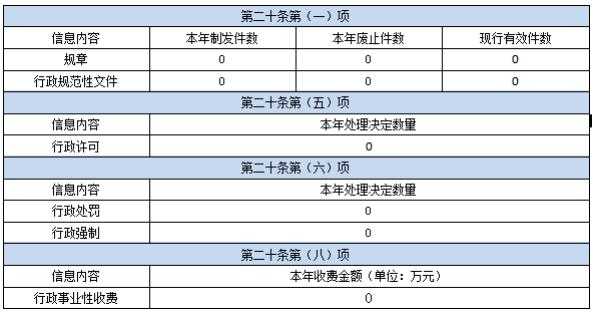 第二十条第（一）项
信息内容 本年制发件数 本年废止件数 现行有效件数
规章 0 0 0
行政规范性文件 0 0 0
第二十条第（五）项
信息内容 本年处理决定数量
行政许可 0
第二十条第（六）项
信息内容 本年处理决定数量
行政处罚 0
行政强制 0
第二十条第（八）项
信息内容 本年收费金额（单位：万元）
行政事业性收费 0